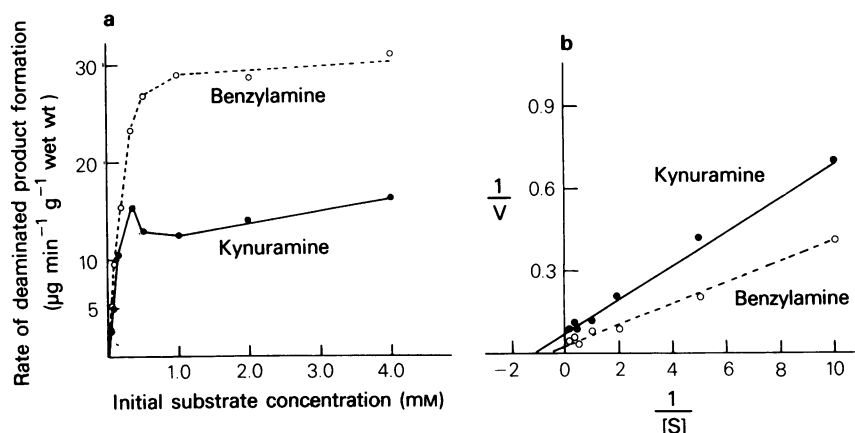 a
Rate of deaminated product formation
(µg min⁻¹ g⁻¹ wet wt)
30
20
10
5
Benzylamine
Kynuramine
1.0 2.0 3.0 4.0
Initial substrate concentration (mM)
b
1
V
0.9
0.6
0.3
Kynuramine
Benzylamine
−2 0 2 4 6 8 10
1
[S]